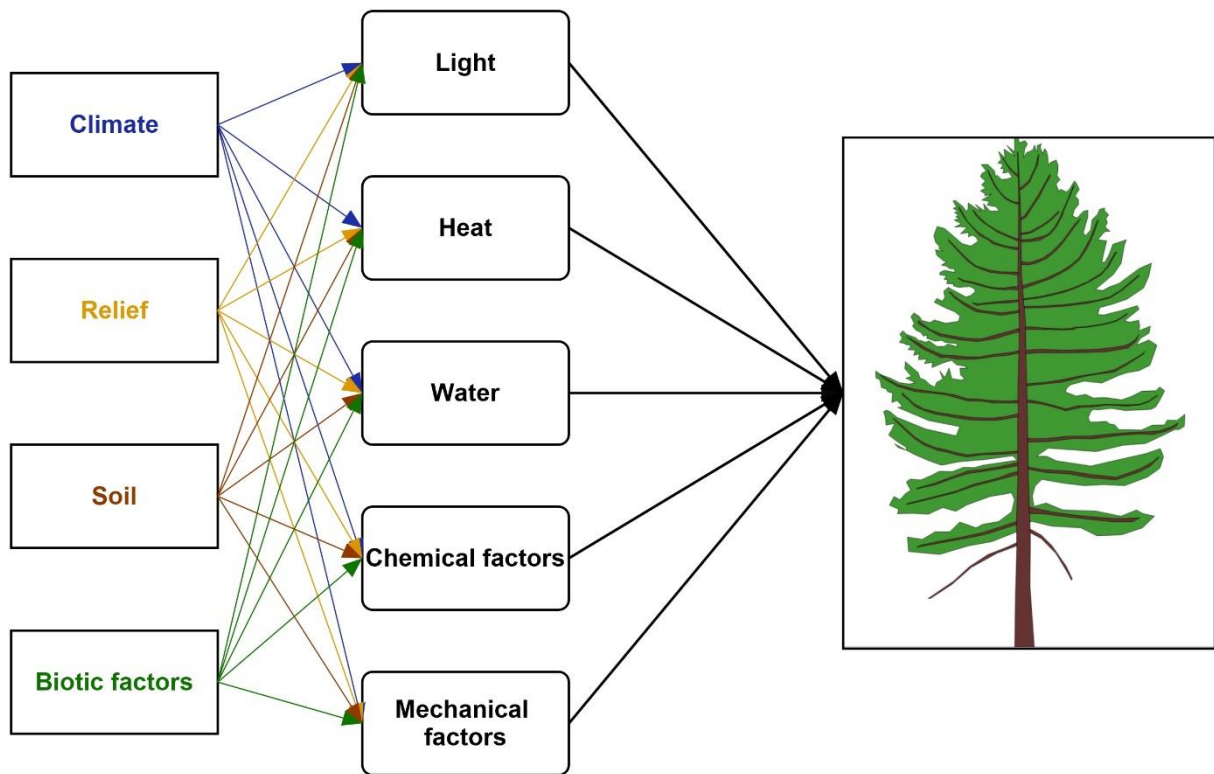 Climate
Relief
Soil
Biotic factors
Light
Heat
Water
Chemical factors
Mechanical
factors